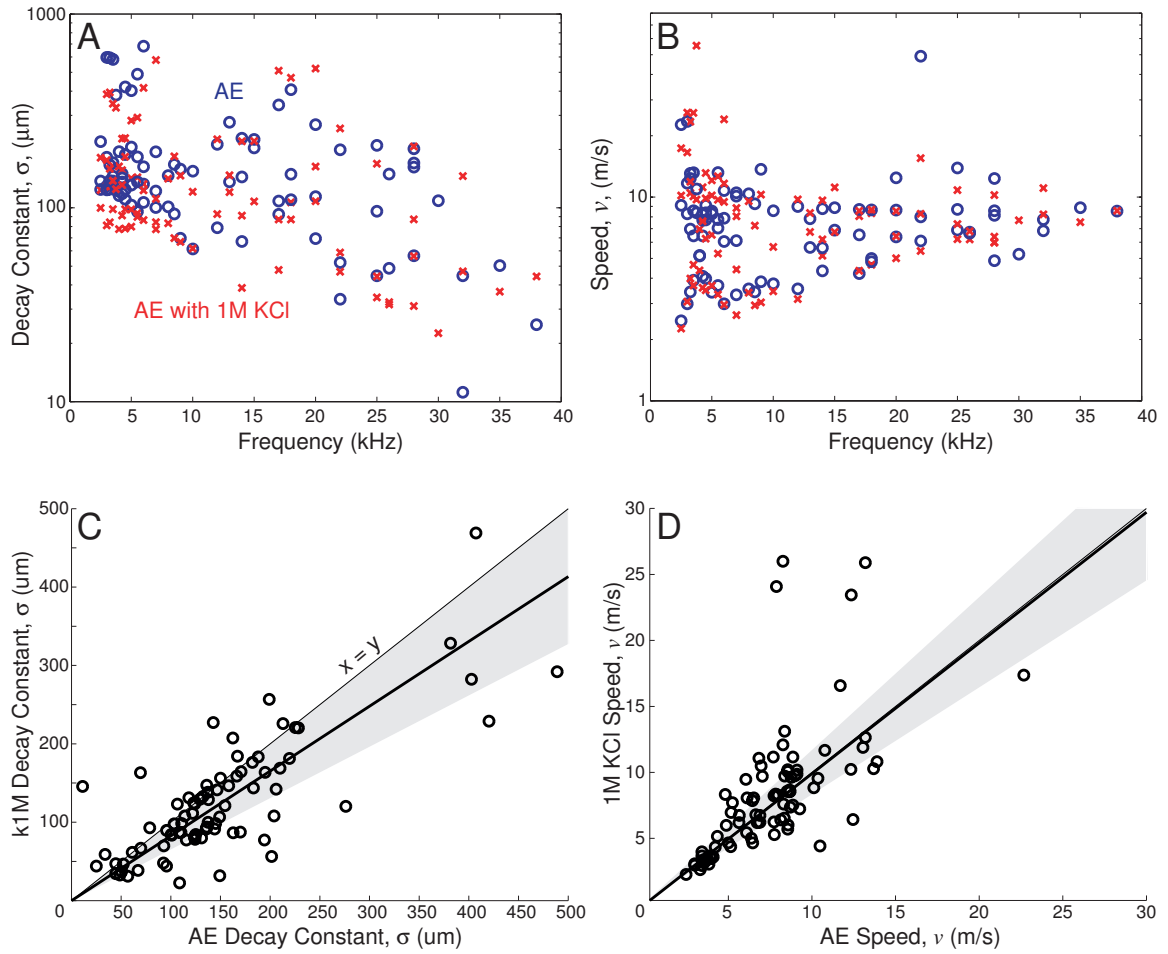 A
1000
100
10
Decay Constant, σ, (µm)
AE
AE with 1M KCl
0 5 10 15 20 25 30 35 40
Frequency (kHz)
B
10
1
Speed, v, (m/s)
0 5 10 15 20 25 30 35 40
Frequency (kHz)
C
500
400
300
200
100
k1M Decay Constant, σ (um)
x = y
0 50 100 150 200 250 300 350 400 450 500
AE Decay Constant, σ (um)
D
30
25
20
15
10
5
1M KCl Speed, v (m/s)
0 5 10 15 20 25 30
AE Speed, v (m/s)